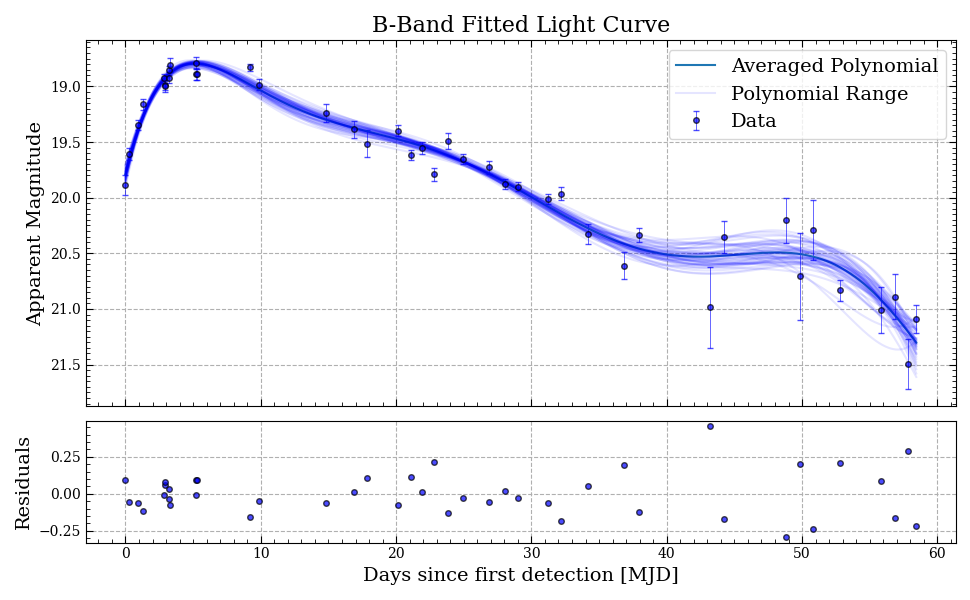 B-Band Fitted Light Curve
Apparent Magnitude
19.0
19.5
20.0
20.5
21.0
21.5
Averaged Polynomial
Polynomial Range
Data
Residuals
0.25
0.00
−0.25
0
10
20
30
40
50
60
Days since first detection [MJD]